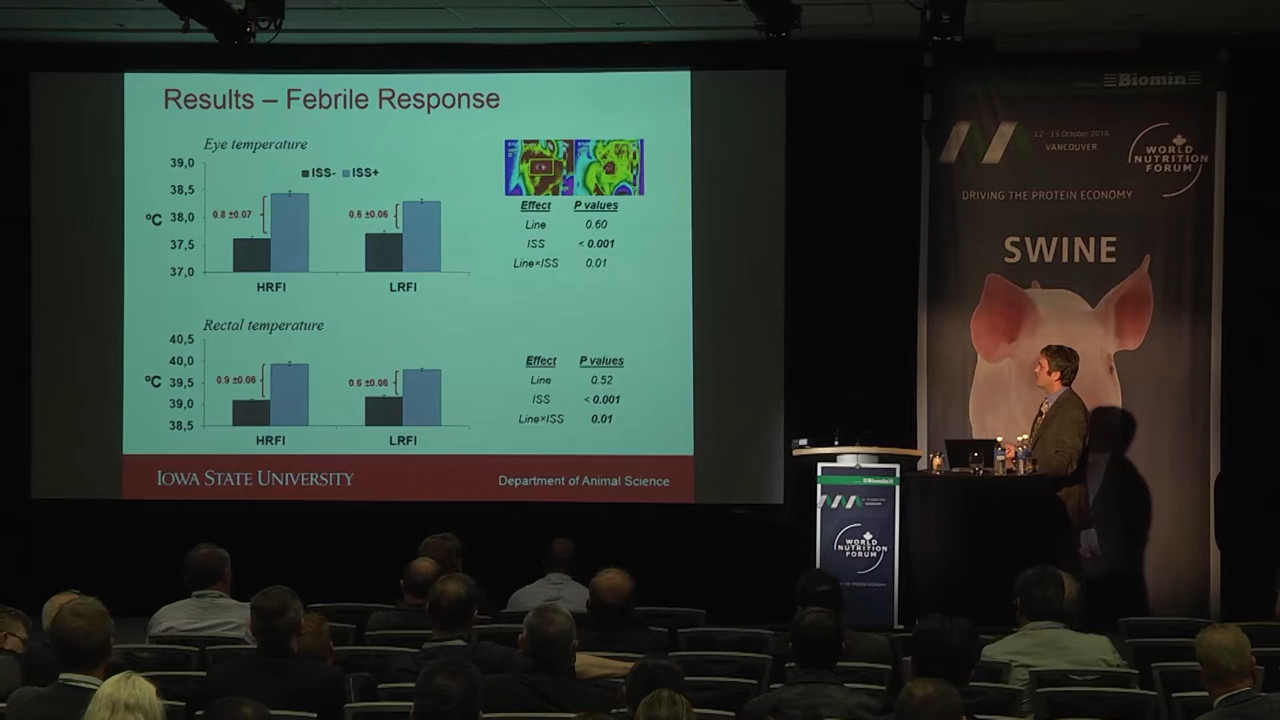 Results – Febrile Response
Eye temperature
ISS- ISS+
39,0
38,5
38,0
37,5
37,0
ºC
0.8 ±0.07
0.6 ±0.06
HRFI LRFI
Effect P values
Line 0.60
ISS < 0.001
Line×ISS 0.01
Rectal temperature
40,5
40,0
39,5
39,0
38,5
ºC
0.9 ±0.06
0.6 ±0.06
HRFI LRFI
Effect P values
Line 0.52
ISS < 0.001
Line×ISS 0.01
IOWA STATE UNIVERSITY
Department of Animal Science
Biomin
12 - 15 October 2016
VANCOUVER
WORLD
NUTRITION
FORUM
DRIVING THE PROTEIN ECONOMY
SWINE
Biomin
VANCOUVER
WORLD
NUTRITION
FORUM